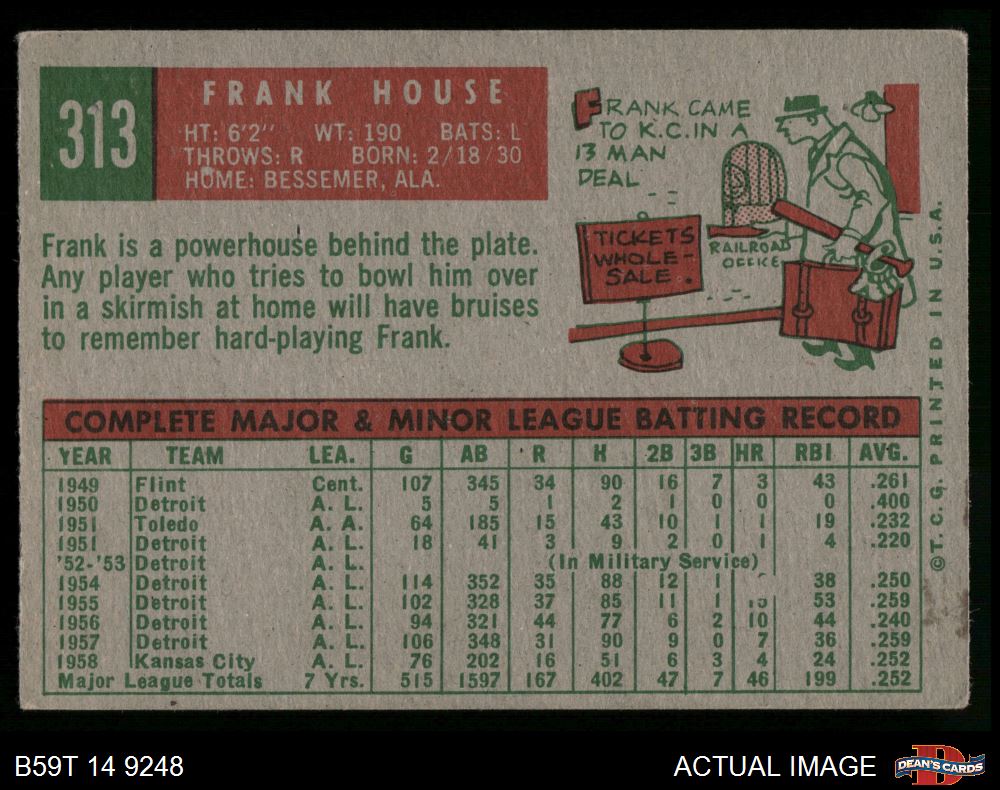 313
FRANK HOUSE
HT: 6'2" WT: 190 BATS: L
THROWS: R BORN: 2/18/30
HOME: BESSEMER, ALA.
FRANK CAME
TO K.C. IN A
13 MAN
DEAL
TICKETS
WHOLE-
SALE.
RAILROAD
OFFICE
Frank is a powerhouse behind the plate.
Any player who tries to bowl him over
in a skirmish at home will have bruises
to remember hard-playing Frank.
COMPLETE MAJOR & MINOR LEAGUE BATTING RECORD
YEAR TEAM LEA. G AB R H 2B 3B HR RBI AVG.
1949 Flint Cent. 107 345 34 90 16 7 3 43 .261
1950 Detroit A. L. 5 5 1 2 1 0 0 0 .400
1951 Toledo A. A. 64 185 15 43 10 1 1 19 .232
1951 Detroit A. L. 18 41 3 9 2 0 1 4 .220
'52-'53 Detroit A. L. (In Military Service)
1954 Detroit A. L. 114 352 35 88 12 1 38 .250
1955 Detroit A. L. 102 328 37 85 11 1 53 .259
1956 Detroit A. L. 94 321 44 77 6 2 10 44 .240
1957 Detroit A. L. 106 348 31 90 9 0 7 36 .259
1958 Kansas City A. L. 76 202 16 51 6 3 4 24 .252
Major League Totals 7 Yrs. 515 1597 167 402 47 7 46 199 .252
© T. C. G. PRINTED IN U.S.A.
B59T 14 9248
ACTUAL IMAGE
DEAN'S CARDS